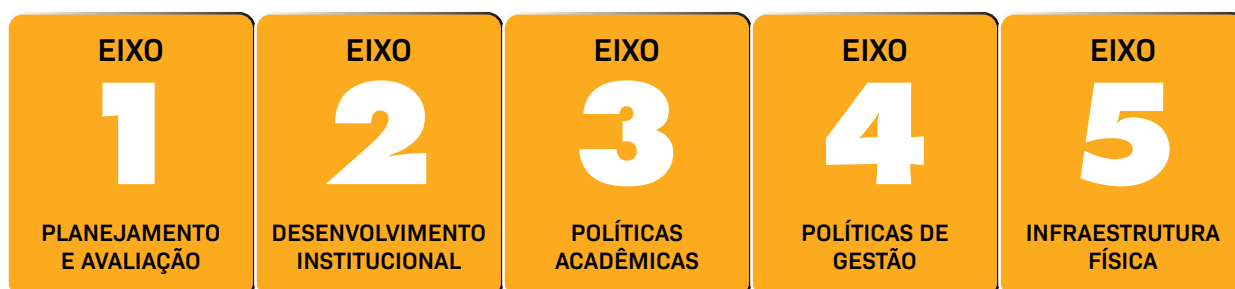 EIXO
1
PLANEJAMENTO
E AVALIAÇÃO
EIXO
2
DESENVOLVIMENTO
INSTITUCIONAL
EIXO
3
POLÍTICAS
ACADÊMICAS
EIXO
4
POLÍTICAS DE
GESTÃO
EIXO
5
INFRAESTRUTURA
FÍSICA